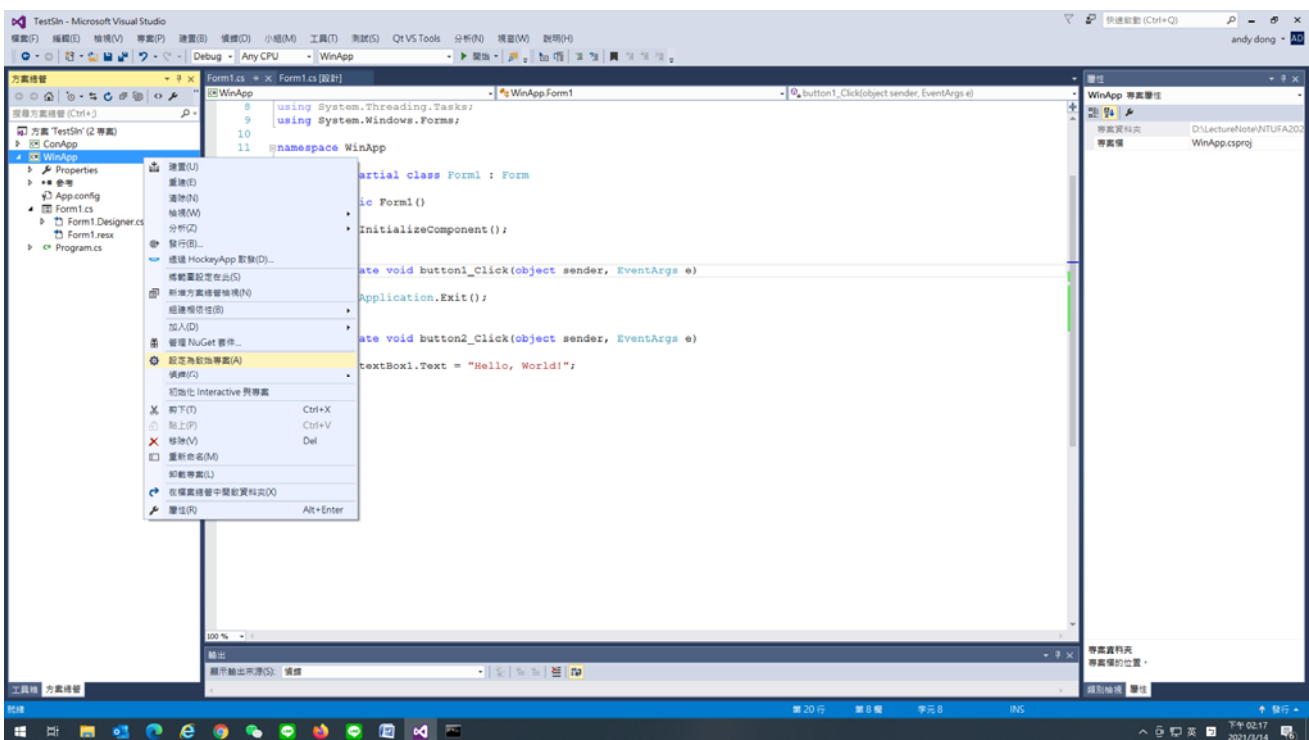 TestSln - Microsoft Visual Studio
快速啟動 (Ctrl+Q)
檔案(F) 編輯(E) 檢視(V) 專案(P) 建置(B) 偵錯(D) 小組(M) 工具(T) 測試(S) Qt VS Tools 分析(N) 視窗(W) 說明(H)
andy dong AD
Debug Any CPU WinApp 開始
方案總管
搜尋方案總管 (Ctrl+;)
方案 'TestSln' (2 專案)
ConApp
WinApp
Properties
參考
App.config
Form1.cs
Form1.Designer.cs
Form1.resx
Program.cs
工具箱 方案總管
建置(U)
重建(E)
清除(N)
檢視(W)
分析(Z)
發行(B)...
透過 HockeyApp 散發(D)...
將範圍設定在此(S)
新增方案總管檢視(N)
組建相依性(B)
加入(D)
管理 NuGet 套件...
設定為啟始專案(A)
偵錯(G)
初始化 Interactive 與專案
剪下(T) Ctrl+X
貼上(P) Ctrl+V
移除(V) Del
重新命名(M)
卸載專案(L)
在檔案總管中開啟資料夾(X)
屬性(R) Alt+Enter
Form1.cs Form1.cs [設計]
WinApp WinApp.Form1 button1_Click(object sender, EventArgs e)
8 using System.Threading.Tasks;
9 using System.Windows.Forms;
10
11 namespace WinApp
artial class Form1 : Form
ic Form1()
InitializeComponent();
ate void button1_Click(object sender, EventArgs e)
Application.Exit();
ate void button2_Click(object sender, EventArgs e)
textBox1.Text = "Hello, World!";
100 %
輸出
顯示輸出來源(S): 偵錯
屬性
WinApp 專案屬性
專案資料夾 D:\LectureNote\NTUFA202
專案檔 WinApp.csproj
專案資料夾
專案檔的位置。
類別檢視 屬性
就緒 第 20 行 第 8 欄 字元 8 INS 發行
英 下午 02:17
2021/3/14